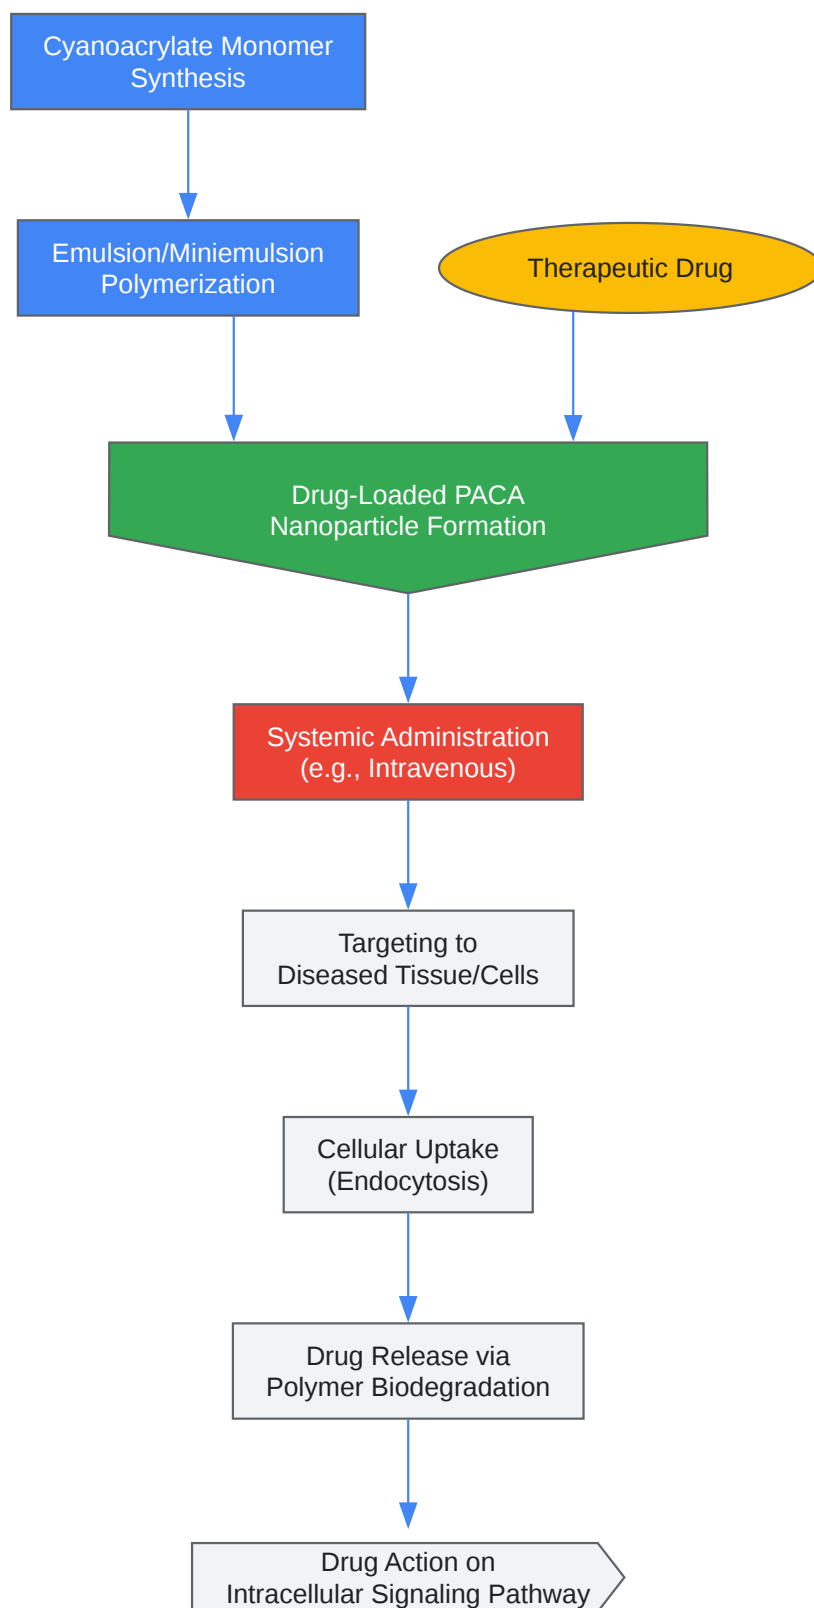 Cyanoacrylate Monomer
Synthesis
Emulsion/Miniemulsion
Polymerization
Therapeutic Drug
Drug-Loaded PACA
Nanoparticle Formation
Systemic Administration
(e.g., Intravenous)
Targeting to
Diseased Tissue/Cells
Cellular Uptake
(Endocytosis)
Drug Release via
Polymer Biodegradation
Drug Action on
Intracellular Signaling Pathway